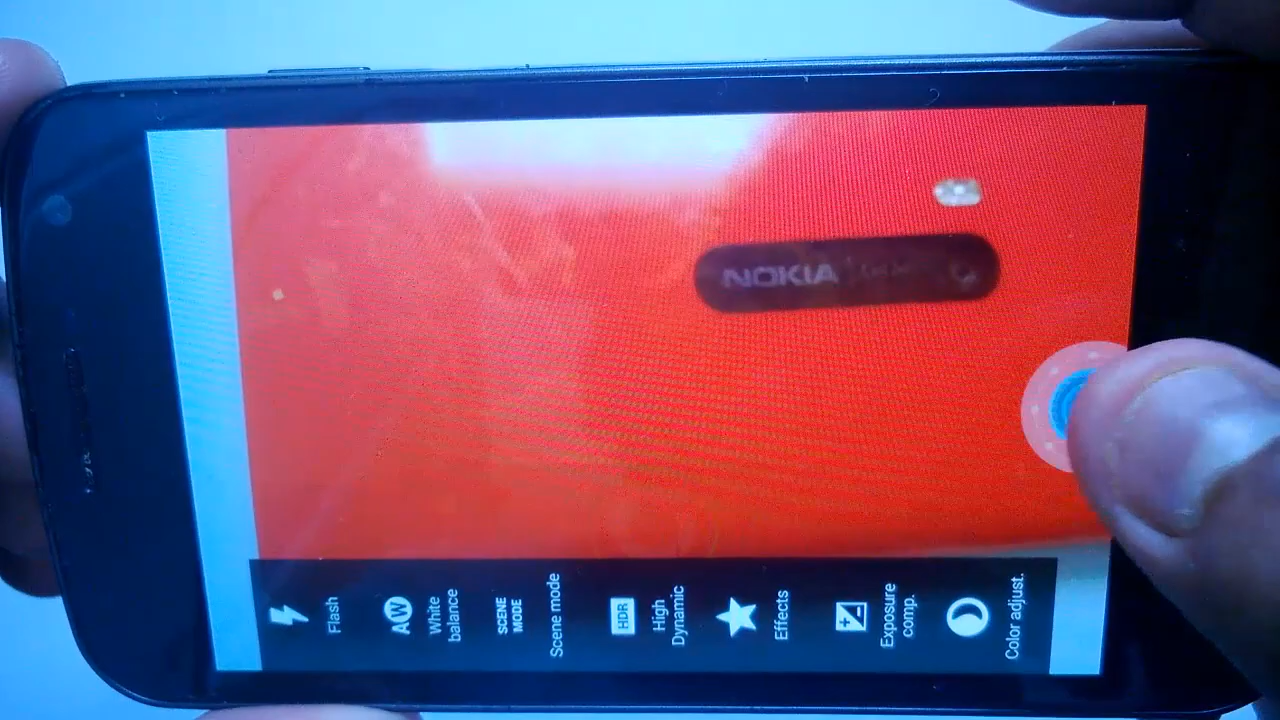 NOKIA
Flash
AW
White
balance
SCENE
MODE
Scene mode
HDR
High
Dynamic
Effects
Exposure
comp.
Color adjust.